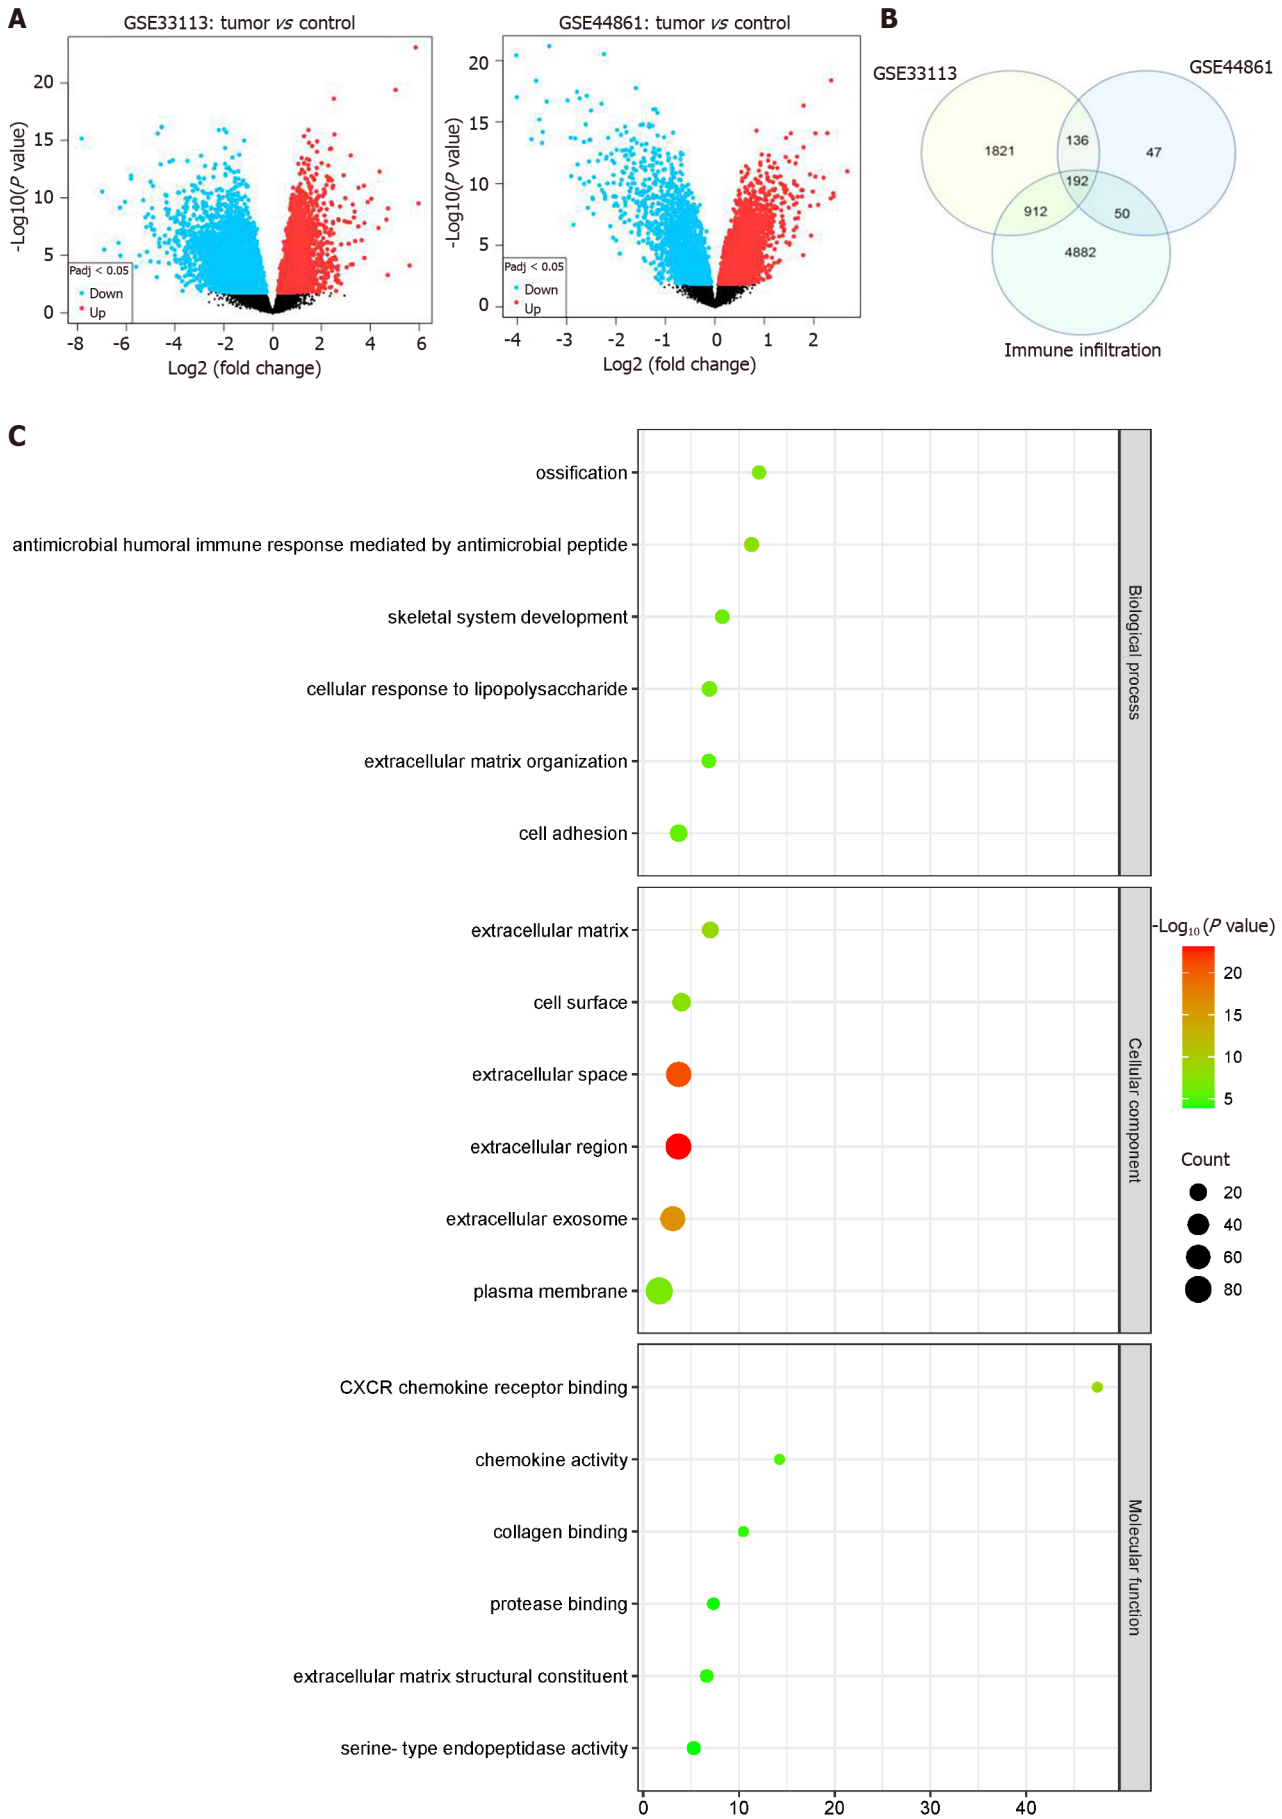 A
GSE33113: tumor vs control
-Log10(P value)
20
15
10
5
0
Padj < 0.05
Down
Up
-8 -6 -4 -2 0 2 4 6
Log2 (fold change)
GSE44861: tumor vs control
-Log10(P value)
20
15
10
5
0
Padj < 0.05
Down
Up
-4 -3 -2 -1 0 1 2
Log2 (fold change)
B
GSE33113
GSE44861
1821
136
47
192
912
50
4882
Immune infiltration
C
ossification
antimicrobial humoral immune response mediated by antimicrobial peptide
skeletal system development
cellular response to lipopolysaccharide
extracellular matrix organization
cell adhesion
Biological process
extracellular matrix
cell surface
extracellular space
extracellular region
extracellular exosome
plasma membrane
Cellular component
CXCR chemokine receptor binding
chemokine activity
collagen binding
protease binding
extracellular matrix structural constituent
serine- type endopeptidase activity
Molecular function
0 10 20 30 40
-Log₁₀ (P value)
20
15
10
5
Count
20
40
60
80